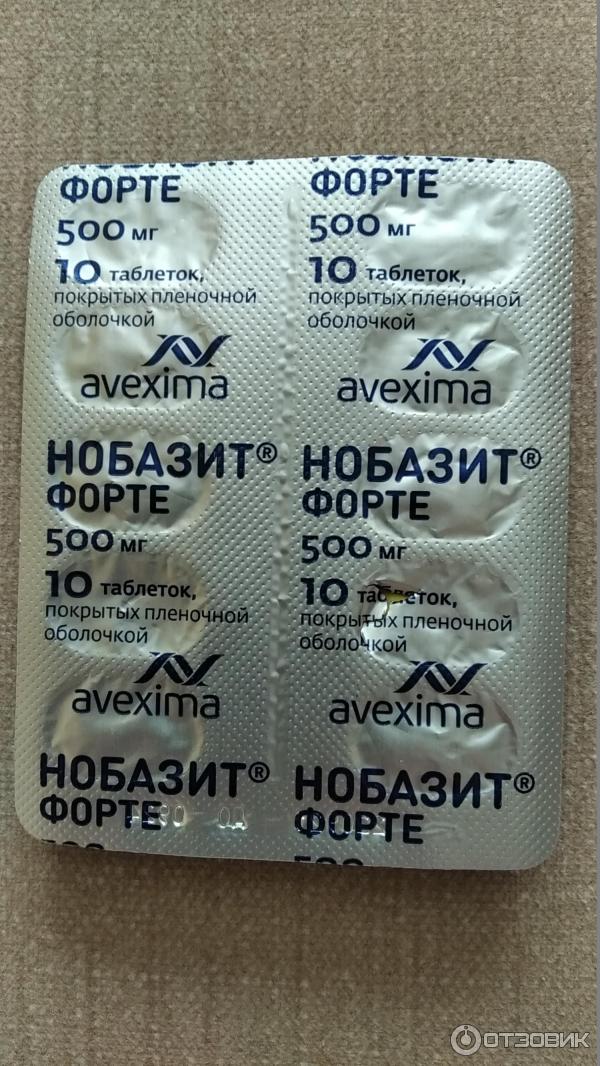 ФОРТЕ
500 мг
10 таблеток,
покрытых пленочной
оболочкой
avexima
НОБАЗИТ®
ФОРТЕ
500 мг
10 таблеток,
покрытых пленочной
оболочкой
avexima
НОБАЗИТ®
ФОРТЕ
500
ФОРТЕ
500 мг
10 таблеток,
покрытых пленочной
оболочкой
avexima
НОБАЗИТ®
ФОРТЕ
500 мг
10 таблеток,
покрытых пленочной
оболочкой
avexima
НОБАЗИТ®
ФОРТЕ
500
ОТЗОВИК